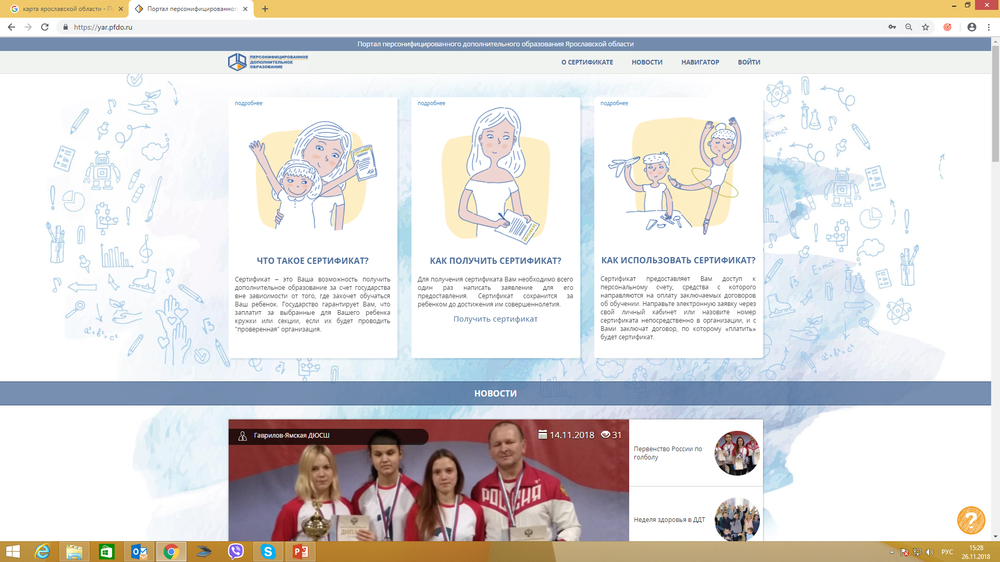 карта ярославской области - По
Портал персонифицированного
https://yar.pfdo.ru
Портал персонифицированного дополнительного образования Ярославской области
ПЕРСОНИФИЦИРОВАННОЕ
ДОПОЛНИТЕЛЬНОЕ
ОБРАЗОВАНИЕ
О СЕРТИФИКАТЕ НОВОСТИ НАВИГАТОР ВОЙТИ
подробнее
ЧТО ТАКОЕ СЕРТИФИКАТ?
Сертификат – это Ваша возможность получить
дополнительное образование за счет государства
вне зависимости от того, где захочет обучаться
Ваш ребенок. Государство гарантирует Вам, что
заплатит за выбранные для Вашего ребенка
кружки или секции, если их будет проводить
"проверенная" организация.
подробнее
КАК ПОЛУЧИТЬ СЕРТИФИКАТ?
Для получения сертификата Вам необходимо всего
один раз написать заявление для его
предоставления. Сертификат сохранится за
ребенком до достижения им совершеннолетия.
Получить сертификат
подробнее
КАК ИСПОЛЬЗОВАТЬ СЕРТИФИКАТ?
Сертификат предоставляет Вам доступ к
персональному счету, средства с которого
направляются на оплату заключаемых договоров
об обучении. Направьте электронную заявку через
свой личный кабинет или назовите номер
сертификата непосредственно в организации, и с
Вами заключат договор, по которому «платить»
будет сертификат.
E=mc²
√3
a²+b²=c²
НОВОСТИ
Гаврилов-Ямская ДЮСШ
14.11.2018 31
РОССИЯ
Первенство России по
голболу
Неделя здоровья в ДДТ
?
РУС
15:28
26.11.2018